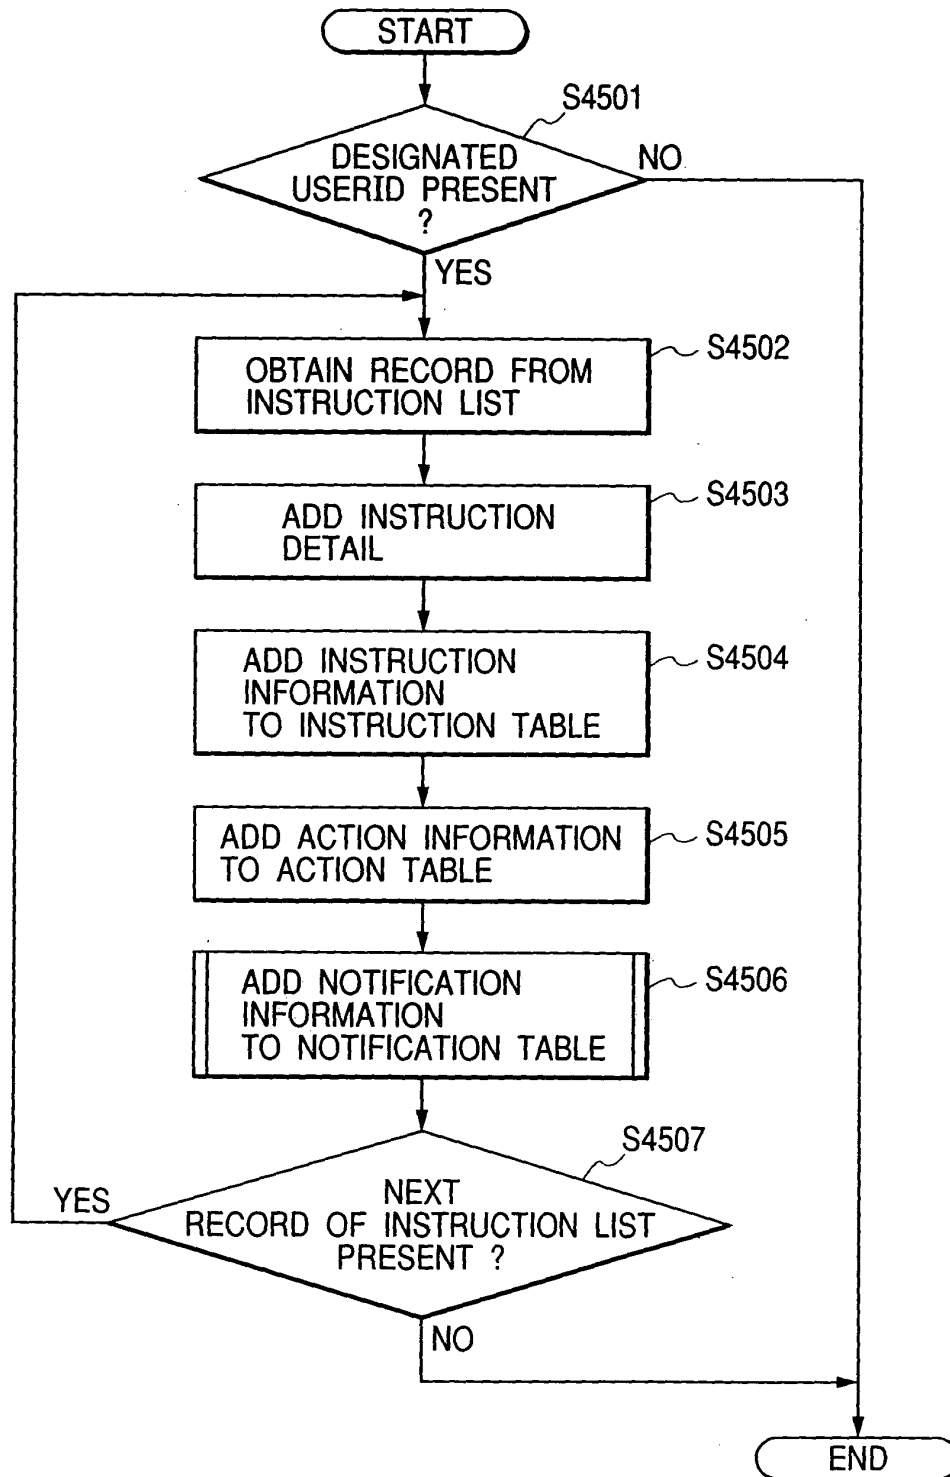 START
S4501
DESIGNATED
USERID PRESENT
?
NO
YES
S4502
OBTAIN RECORD FROM
INSTRUCTION LIST
S4503
ADD INSTRUCTION
DETAIL
S4504
ADD INSTRUCTION
INFORMATION
TO INSTRUCTION TABLE
S4505
ADD ACTION INFORMATION
TO ACTION TABLE
S4506
ADD NOTIFICATION
INFORMATION
TO NOTIFICATION TABLE
S4507
YES
NEXT
RECORD OF INSTRUCTION LIST
PRESENT ?
NO
END